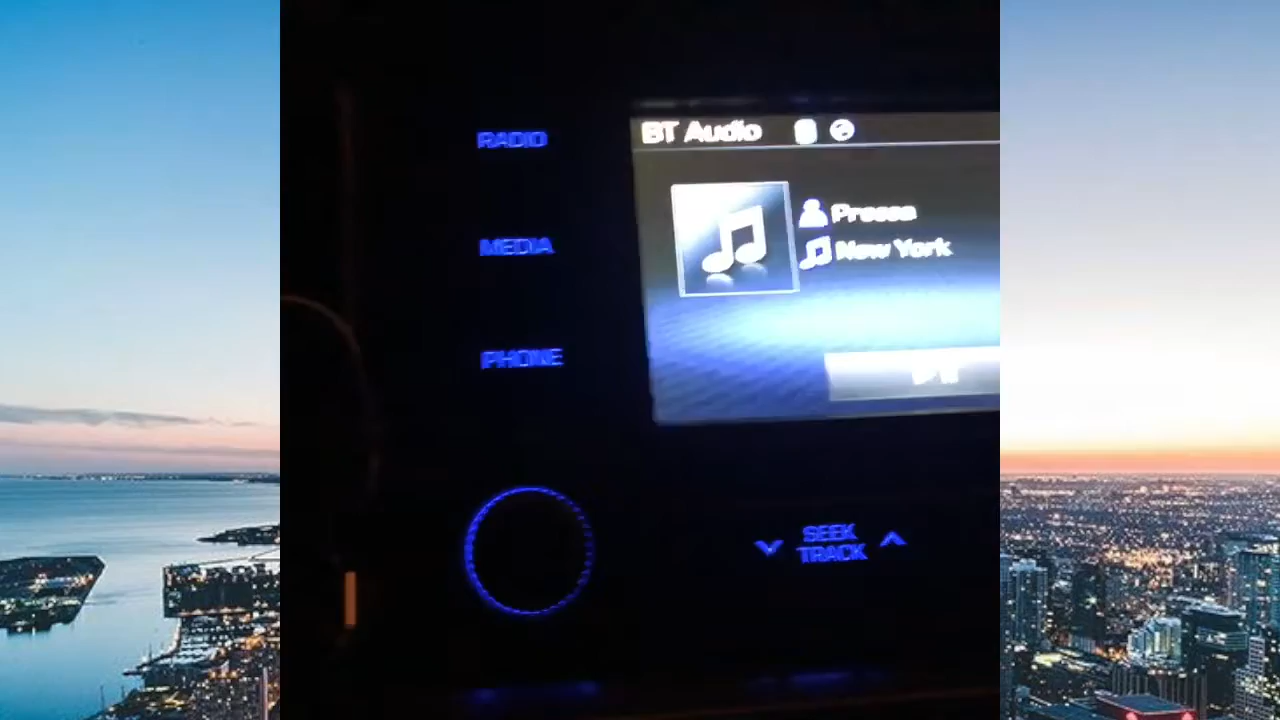 RADIO
BT Audio
MEDIA
Pressa
New York
PHONE
SEEK
TRACK